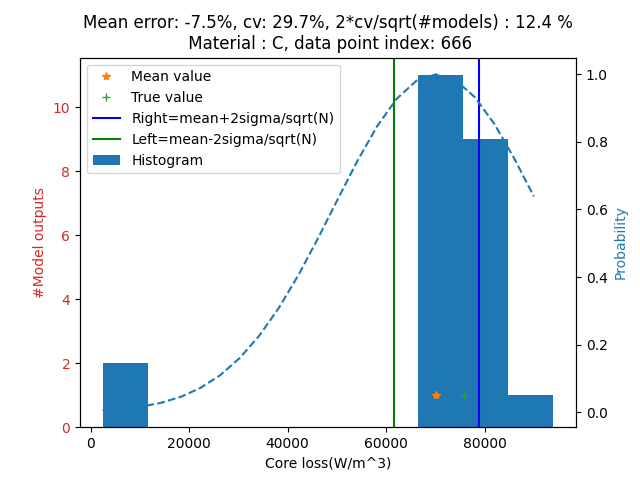 Mean error: -7.5%, cv: 29.7%, 2*cv/sqrt(#models) : 12.4 %
Material : C, data point index: 666
Mean value
True value
Right=mean+2sigma/sqrt(N)
Left=mean-2sigma/sqrt(N)
Histogram
#Model outputs
10
8
6
4
2
0
Probability
1.0
0.8
0.6
0.4
0.2
0.0
0 20000 40000 60000 80000
Core loss(W/m^3)